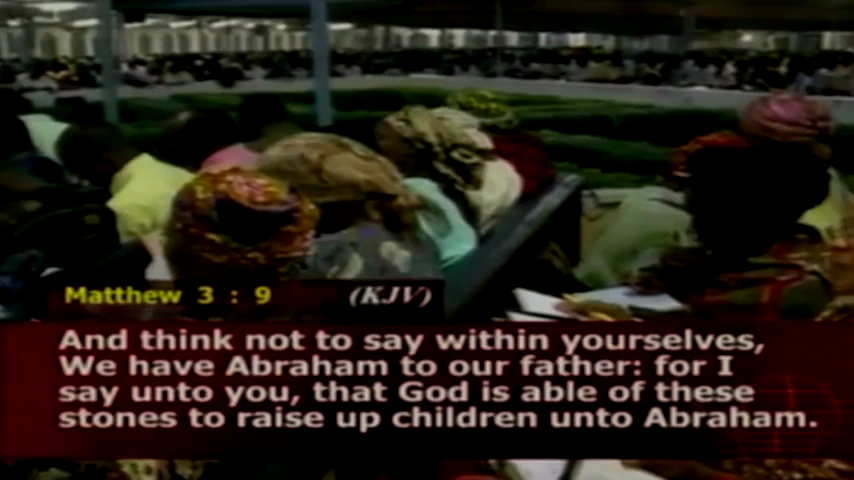 Matthew 3 : 9 (KJV)
And think not to say within yourselves,
We have Abraham to our father: for I
say unto you, that God is able of these
stones to raise up children unto Abraham.